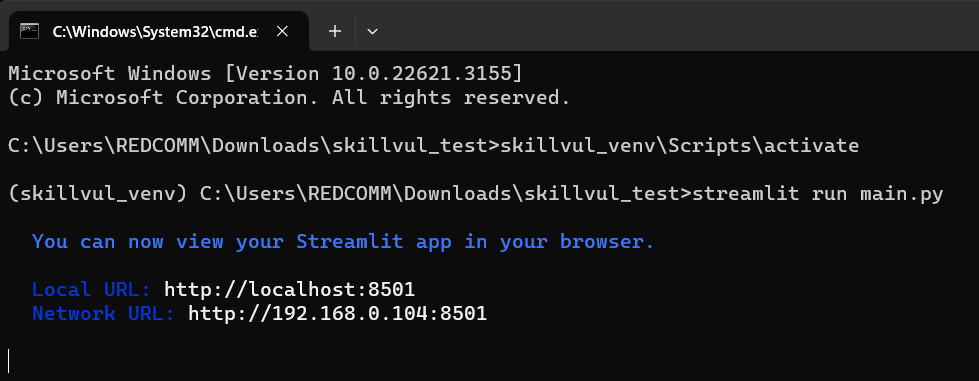 C:\Windows\System32\cmd.e
Microsoft Windows [Version 10.0.22621.3155]
(c) Microsoft Corporation. All rights reserved.
C:\Users\REDCOMM\Downloads\skillvul_test>skillvul_venv\Scripts\activate
(skillvul_venv) C:\Users\REDCOMM\Downloads\skillvul_test>streamlit run main.py
You can now view your Streamlit app in your browser.
Local URL: http://localhost:8501
Network URL: http://192.168.0.104:8501